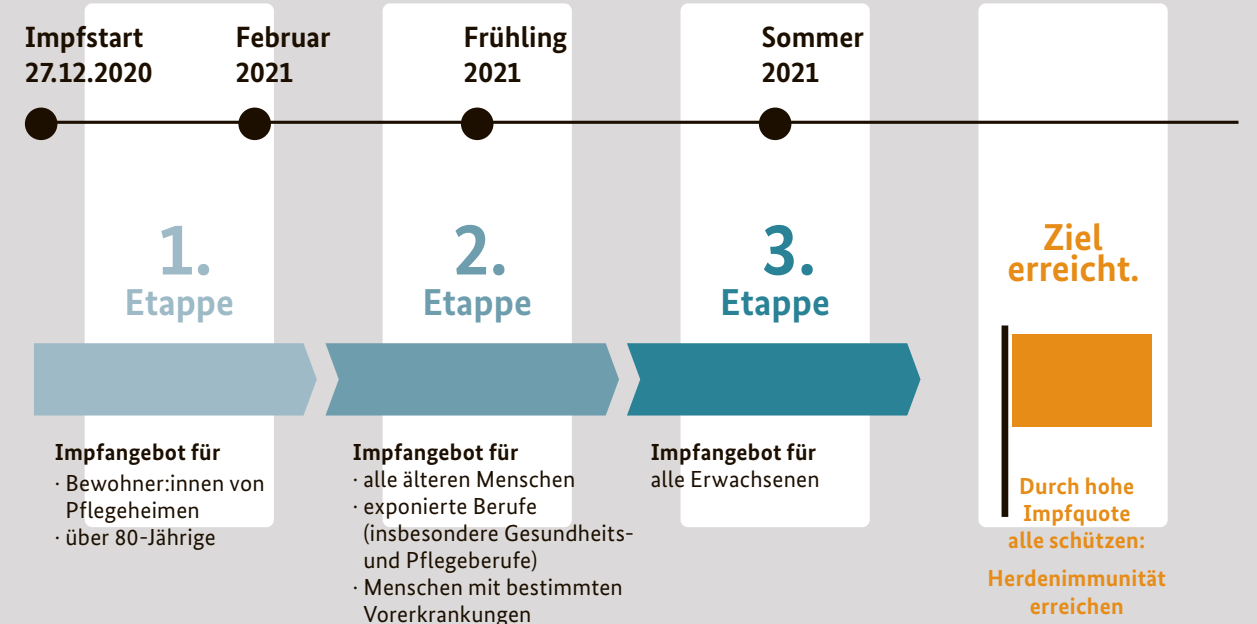 Impfstart
27.12.2020
Februar
2021
Frühling
2021
Sommer
2021
1.
Etappe
2.
Etappe
3.
Etappe
Ziel
erreicht.
Impfangebot für
· Bewohner:innen von
Pflegeheimen
· über 80-Jährige
Impfangebot für
· alle älteren Menschen
· exponierte Berufe
(insbesondere Gesundheits-
und Pflegeberufe)
· Menschen mit bestimmten
Vorerkrankungen
Impfangebot für
alle Erwachsenen
Durch hohe
Impfquote
alle schützen:
Herdenimmunität
erreichen